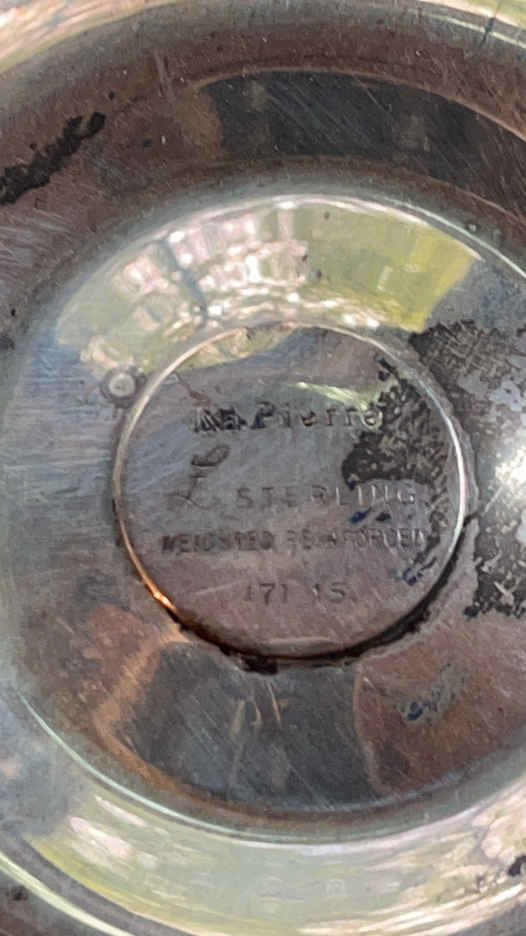 La Pierre
STERLING
WEIGHTED REINFORCED
171 15